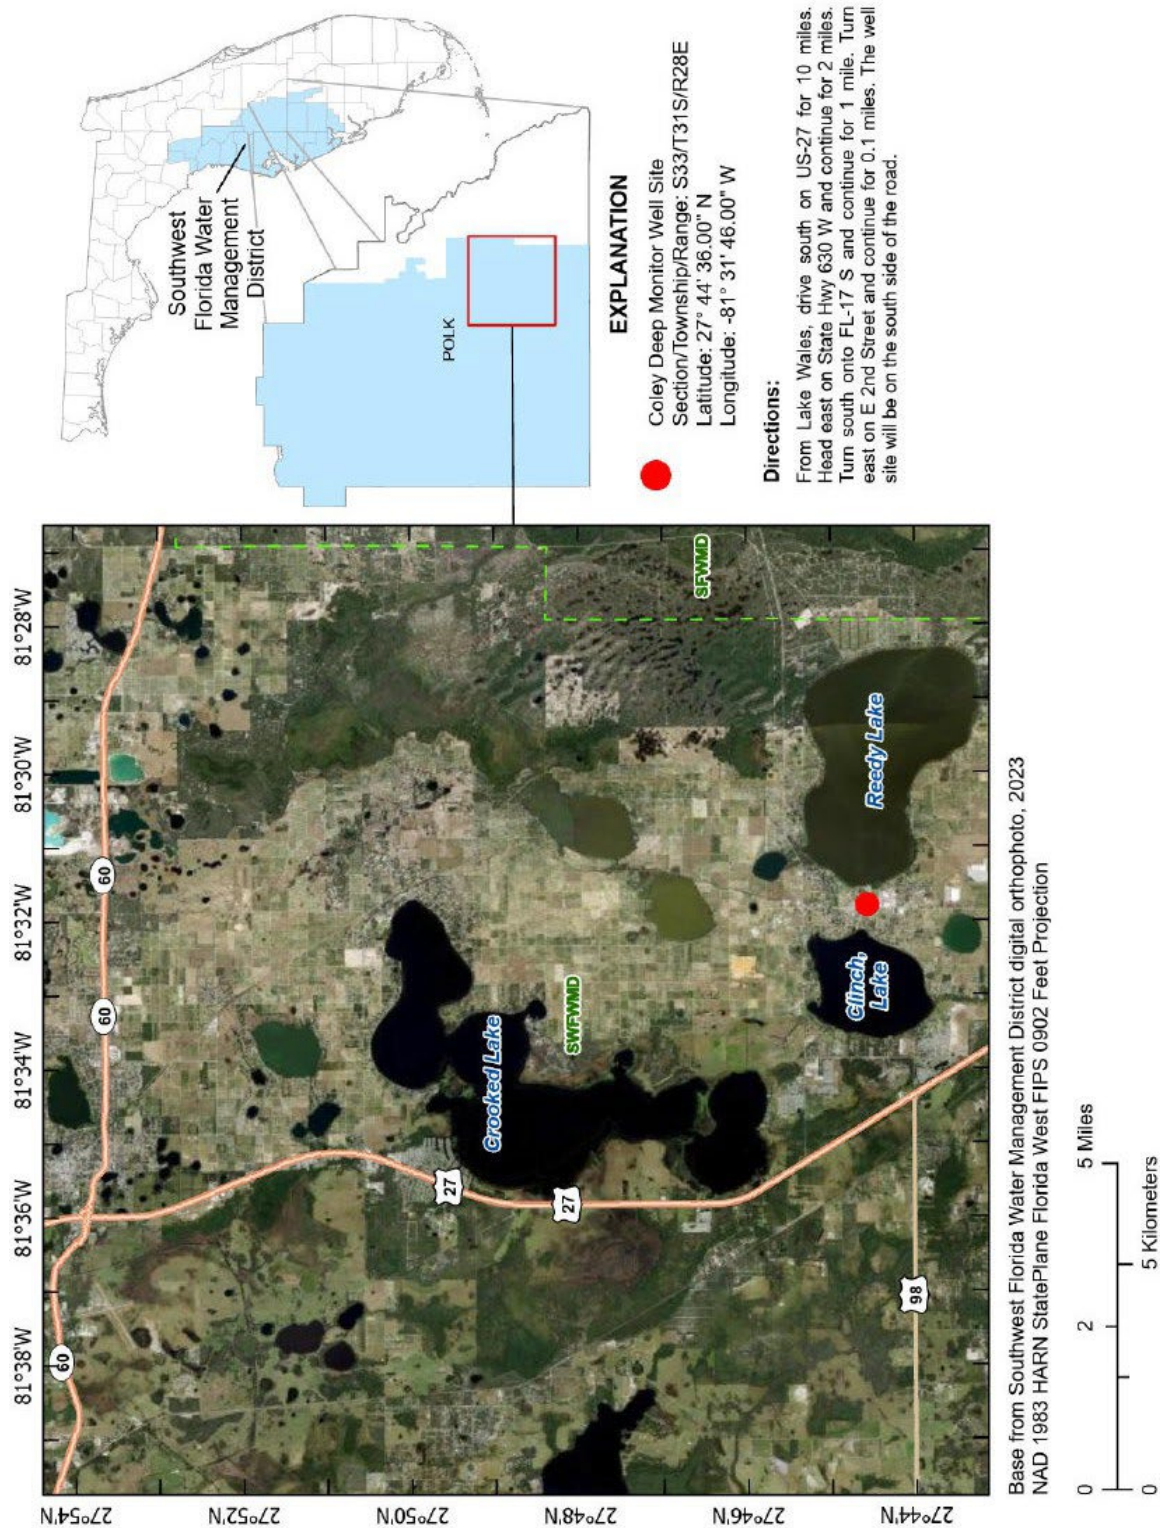 81°38'W
81°36'W
81°34'W
81°32'W
81°30'W
81°28'W
27°54'N
27°52'N
27°50'N
27°48'N
27°46'N
27°44'N
60
60
60
27
27
98
Crooked Lake
SWFWMD
SFWMD
Clinch,
Lake
Reedy Lake
Southwest
Florida Water
Management
District
POLK
EXPLANATION
Coley Deep Monitor Well Site
Section/Township/Range: S33/T31S/R28E
Latitude: 27° 44' 36.00" N
Longitude: -81° 31' 46.00" W
Directions:
From Lake Wales, drive south on US-27 for 10 miles.
Head east on State Hwy 630 W and continue for 2 miles.
Turn south onto FL-17 S and continue for 1 mile. Turn
east on E 2nd Street and continue for 0.1 miles. The well
site will be on the south side of the road.
Base from Southwest Florida Water Management District digital orthophoto, 2023
NAD 1983 HARN StatePlane Florida West FIPS 0902 Feet Projection
0 2 5 Miles
0 5 Kilometers